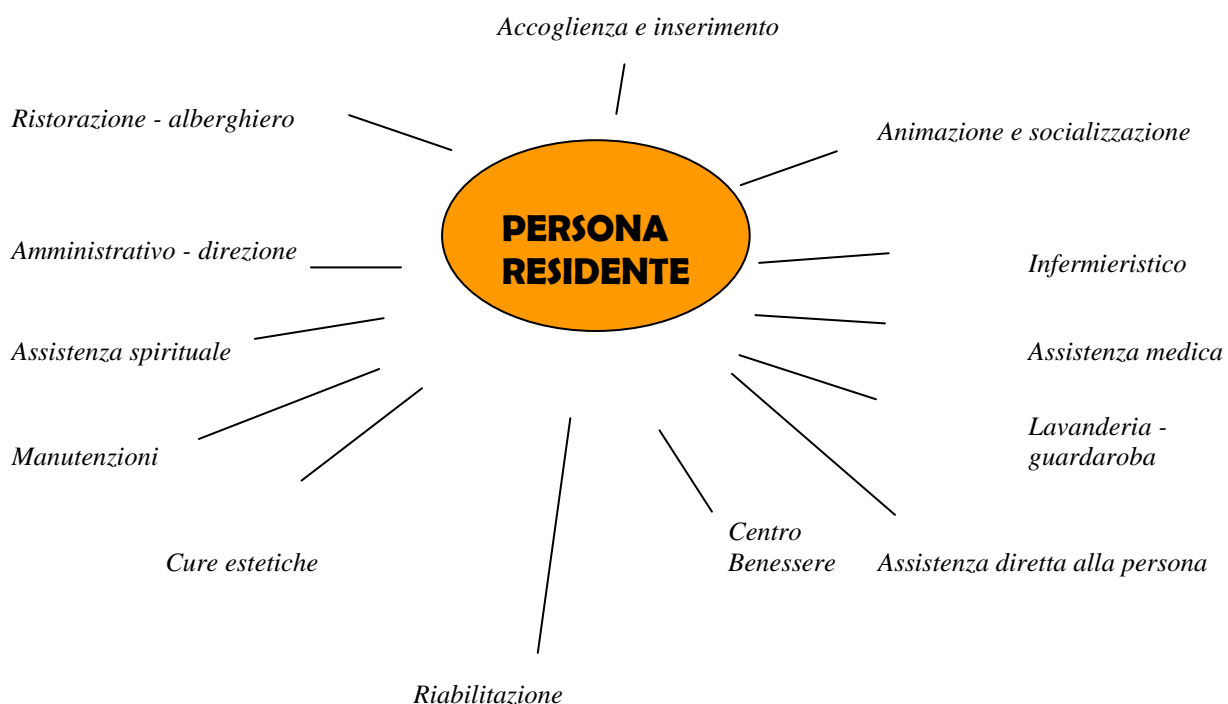 Accoglienza e inserimento
Ristorazione - alberghiero
Animazione e socializzazione
PERSONA
RESIDENTE
Amministrativo - direzione
Infermieristico
Assistenza spirituale
Assistenza medica
Lavanderia -
guardaroba
Manutenzioni
Centro
Benessere
Cure estetiche
Assistenza diretta alla persona
Riabilitazione